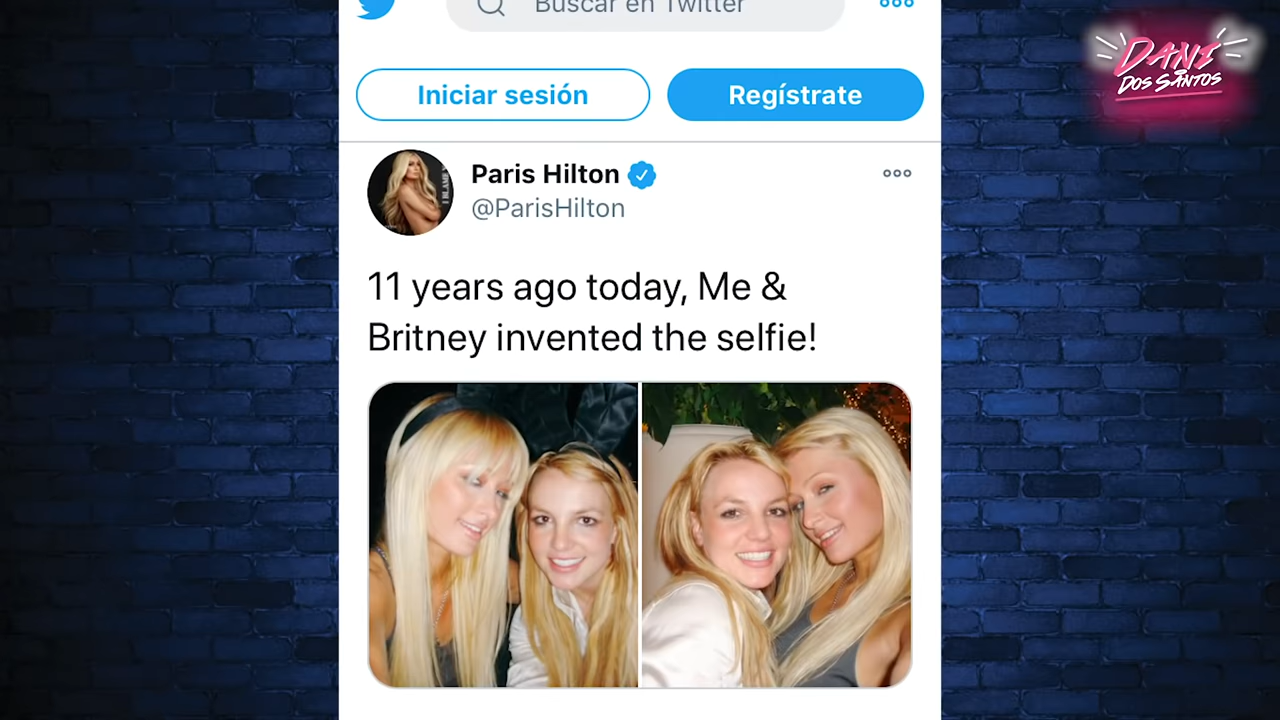 Buscar en Twitter
DANI
DOS SANTOS
Iniciar sesión
Regístrate
Paris Hilton
@ParisHilton
11 years ago today, Me &
Britney invented the selfie!